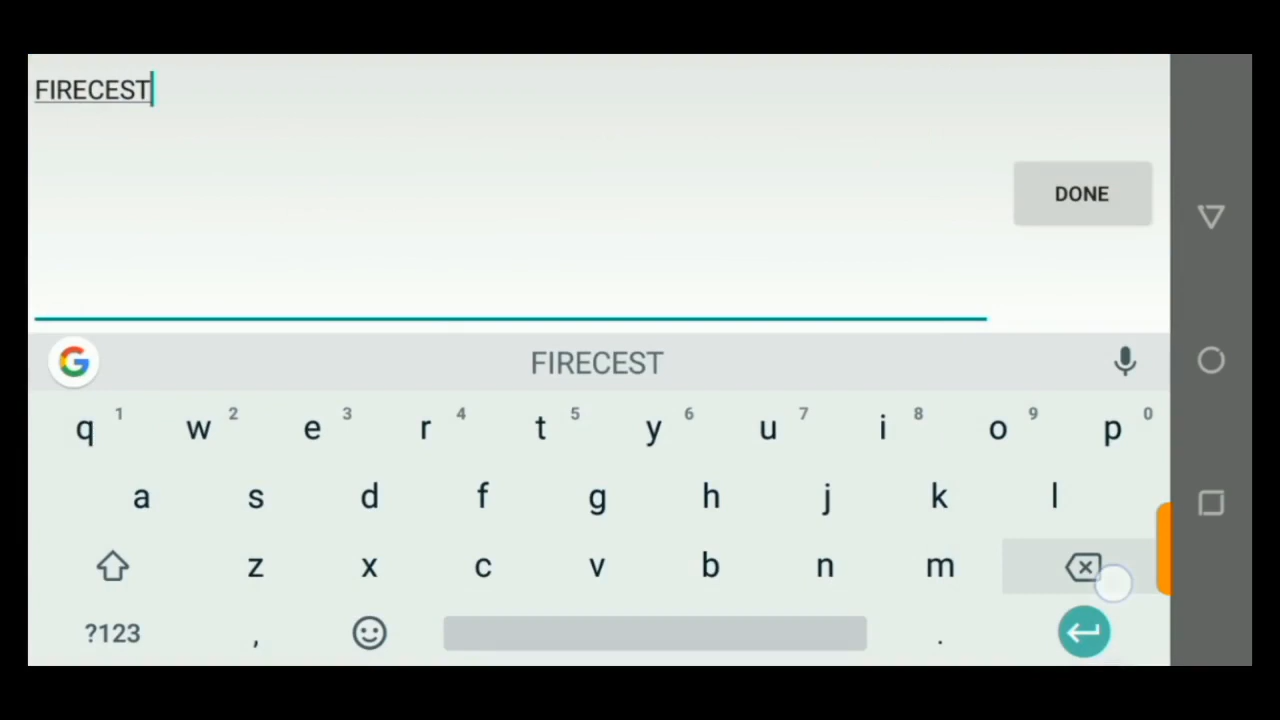 FIRECEST
DONE
G FIRECEST
q 1 w 2 e 3 r 4 t 5 y 6 u 7 i 8 o 9 p 0
a s d f g h j k l
z x c v b n m
?123 , .